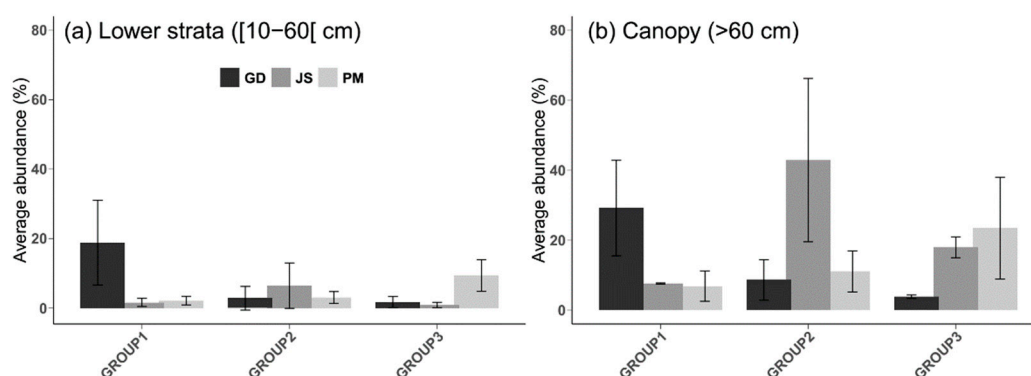 (a) Lower strata ([10−60[ cm)
GD JS PM
Average abundance (%)
80
60
40
20
0
GROUP1 GROUP2 GROUP3
(b) Canopy (>60 cm)
Average abundance (%)
80
60
40
20
0
GROUP1 GROUP2 GROUP3